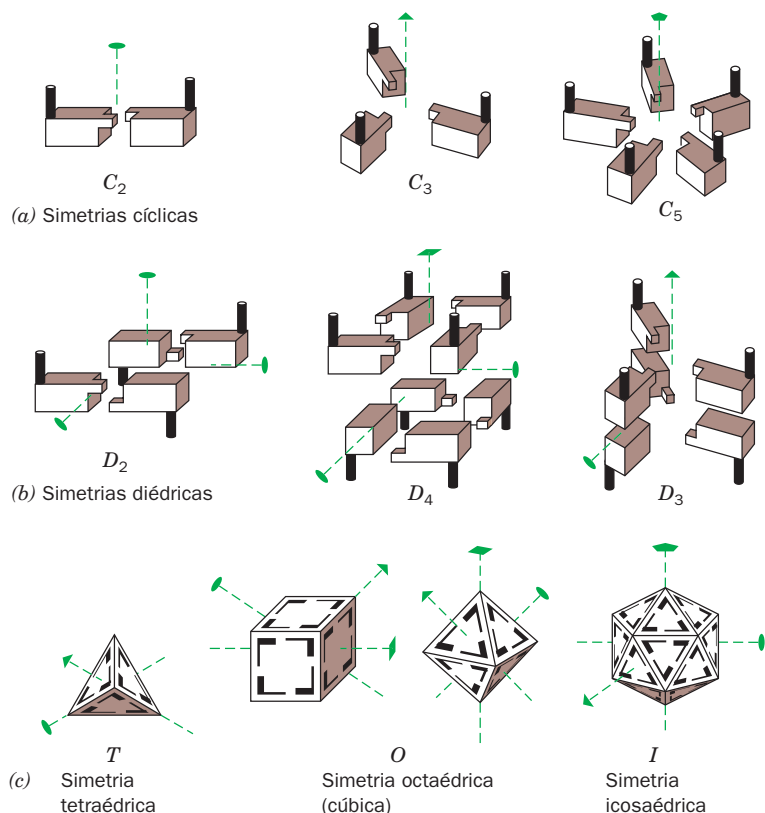 C₂
C₃
C₅
(a) Simetrias cíclicas
D₂
D₄
D₃
(b) Simetrias diédricas
T
O
I
(c) Simetria tetraédrica
Simetria octaédrica (cúbica)
Simetria icosaédrica